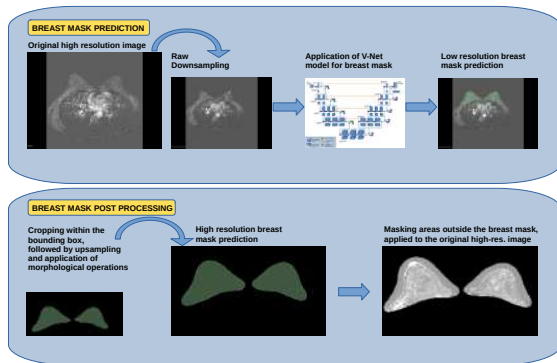 BREAST MASK PREDICTION
Original high resolution image
Raw
Downsampling
Application of V-Net
model for breast mask
Low resolution breast
mask prediction
BREAST MASK POST PROCESSING
Cropping within the
bounding box,
followed by upsampling
and application of
morphological operations
High resolution breast
mask prediction
Masking areas outside the breast mask,
applied to the original high-res. image